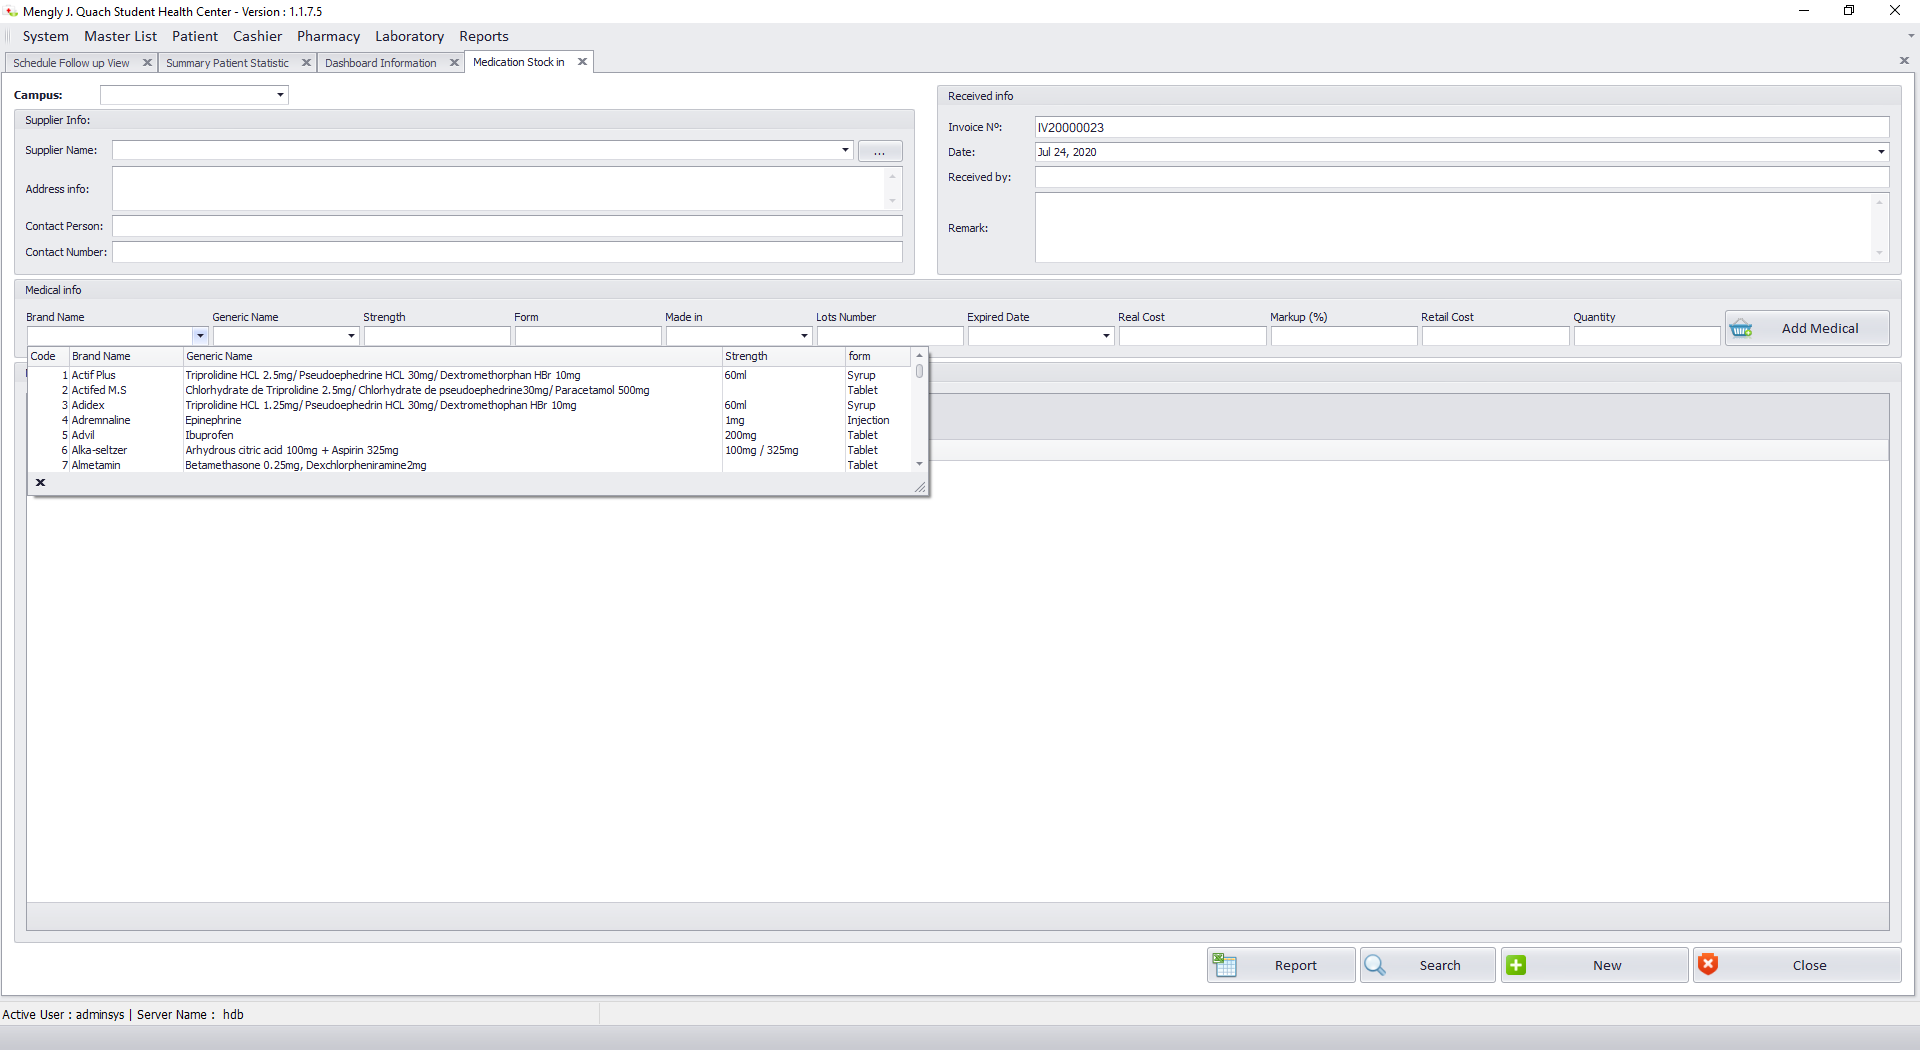 Mengly J. Quach Student Health Center - Version : 1.1.7.5
System Master List Patient Cashier Pharmacy Laboratory Reports
Schedule Follow up View Summary Patient Statistic Dashboard Information Medication Stock in
Campus:
Supplier Info:
Supplier Name: ...
Address info:
Contact Person:
Contact Number:
Received info
Invoice Nº: IV20000023
Date: Jul 24, 2020
Received by:
Remark:
Medical info
Brand Name Generic Name Strength Form Made in Lots Number Expired Date Real Cost Markup (%) Retail Cost Quantity
Add Medical
Code Brand Name Generic Name Strength form
1 Actif Plus Triprolidine HCL 2.5mg/ Pseudoephedrine HCL 30mg/ Dextromethorphan HBr 10mg 60ml Syrup
2 Actifed M.S Chlorhydrate de Triprolidine 2.5mg/ Chlorhydrate de pseudoephedrine30mg/ Paracetamol 500mg Tablet
3 Adidex Triprolidine HCL 1.25mg/ Pseudoephedrin HCL 30mg/ Dextromethophan HBr 10mg 60ml Syrup
4 Adremnaline Epinephrine 1mg Injection
5 Advil Ibuprofen 200mg Tablet
6 Alka-seltzer Arhydrous citric acid 100mg + Aspirin 325mg 100mg / 325mg Tablet
7 Almetamin Betamethasone 0.25mg, Dexchlorpheniramine2mg Tablet
Report Search New Close
Active User : adminsys | Server Name : hdb